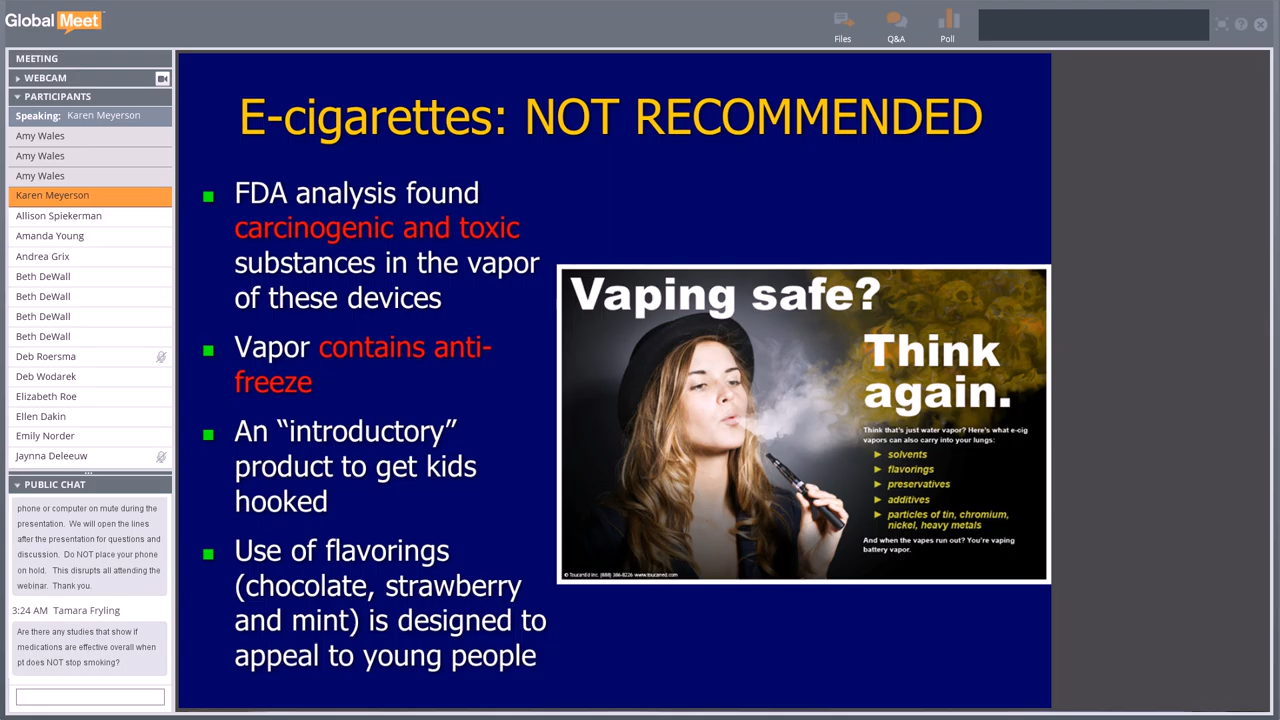 Global Meet
Files
Q&A
Poll
MEETING
WEBCAM
PARTICIPANTS
Speaking: Karen Meyerson
Amy Wales
Amy Wales
Amy Wales
Karen Meyerson
Allison Spiekerman
Amanda Young
Andrea Grix
Beth DeWall
Beth DeWall
Beth DeWall
Beth DeWall
Deb Roersma
Deb Wodarek
Elizabeth Roe
Ellen Dakin
Emily Norder
Jaynna Deleeuw
PUBLIC CHAT
phone or computer on mute during the
presentation. We will open the lines
after the presentation for questions and
discussion. Do NOT place your phone
on hold. This disrupts all attending the
webinar. Thank you.
3:24 AM Tamara Fryling
Are there any studies that show if
medications are effective overall when
pt does NOT stop smoking?
E-cigarettes: NOT RECOMMENDED
FDA analysis found
carcinogenic and toxic
substances in the vapor
of these devices
Vapor contains anti-
freeze
An “introductory”
product to get kids
hooked
Use of flavorings
(chocolate, strawberry
and mint) is designed to
appeal to young people
Vaping safe?
Think
again.
Think that's just water vapor? Here's what e-cig
vapors can also carry into your lungs:
solvents
flavorings
preservatives
additives
particles of tin, chromium,
nickel, heavy metals
And when the vapes run out? You're vaping
battery vapor.
© ToucanEd Inc. (888) 386-8226 www.toucaned.com